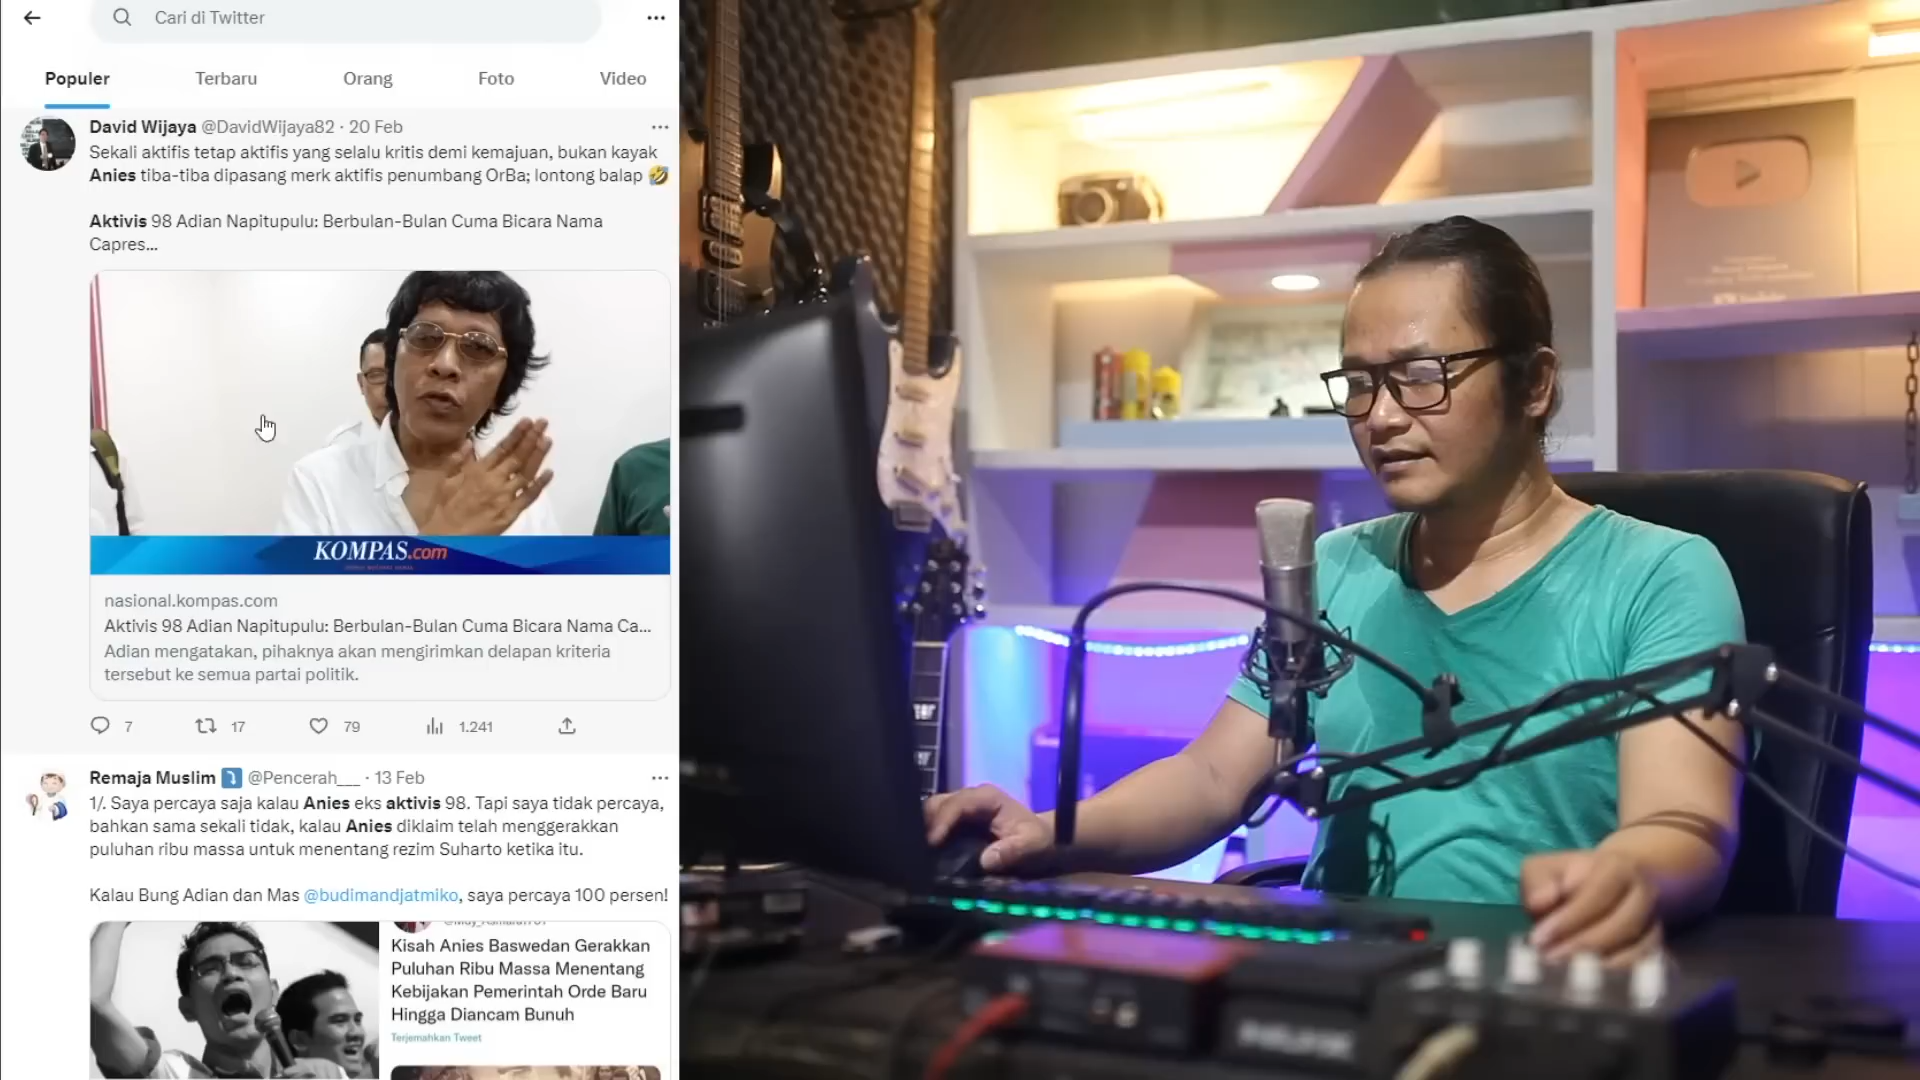 Cari di Twitter
Populer
Terbaru
Orang
Foto
Video
David Wijaya @DavidWijaya82 · 20 Feb
Sekali aktifis tetap aktifis yang selalu kritis demi kemajuan, bukan kayak
Anies tiba-tiba dipasang merk aktifis penumbang OrBa; lontong balap 🤣
Aktivis 98 Adian Napitupulu: Berbulan-Bulan Cuma Bicara Nama
Capres...
KOMPAS.com
nasional.kompas.com
Aktivis 98 Adian Napitupulu: Berbulan-Bulan Cuma Bicara Nama Ca...
Adian mengatakan, pihaknya akan mengirimkan delapan kriteria
tersebut ke semua partai politik.
7
17
79
1.241
Remaja Muslim ⤵️ @Pencerah___ · 13 Feb
1/. Saya percaya saja kalau Anies eks aktivis 98. Tapi saya tidak percaya,
bahkan sama sekali tidak, kalau Anies diklaim telah menggerakkan
puluhan ribu massa untuk menentang rezim Suharto ketika itu.
Kalau Bung Adian dan Mas @budimandjatmiko, saya percaya 100 persen!
Kisah Anies Baswedan Gerakkan
Puluhan Ribu Massa Menentang
Kebijakan Pemerintah Orde Baru
Hingga Diancam Bunuh
Terjemahkan Tweet